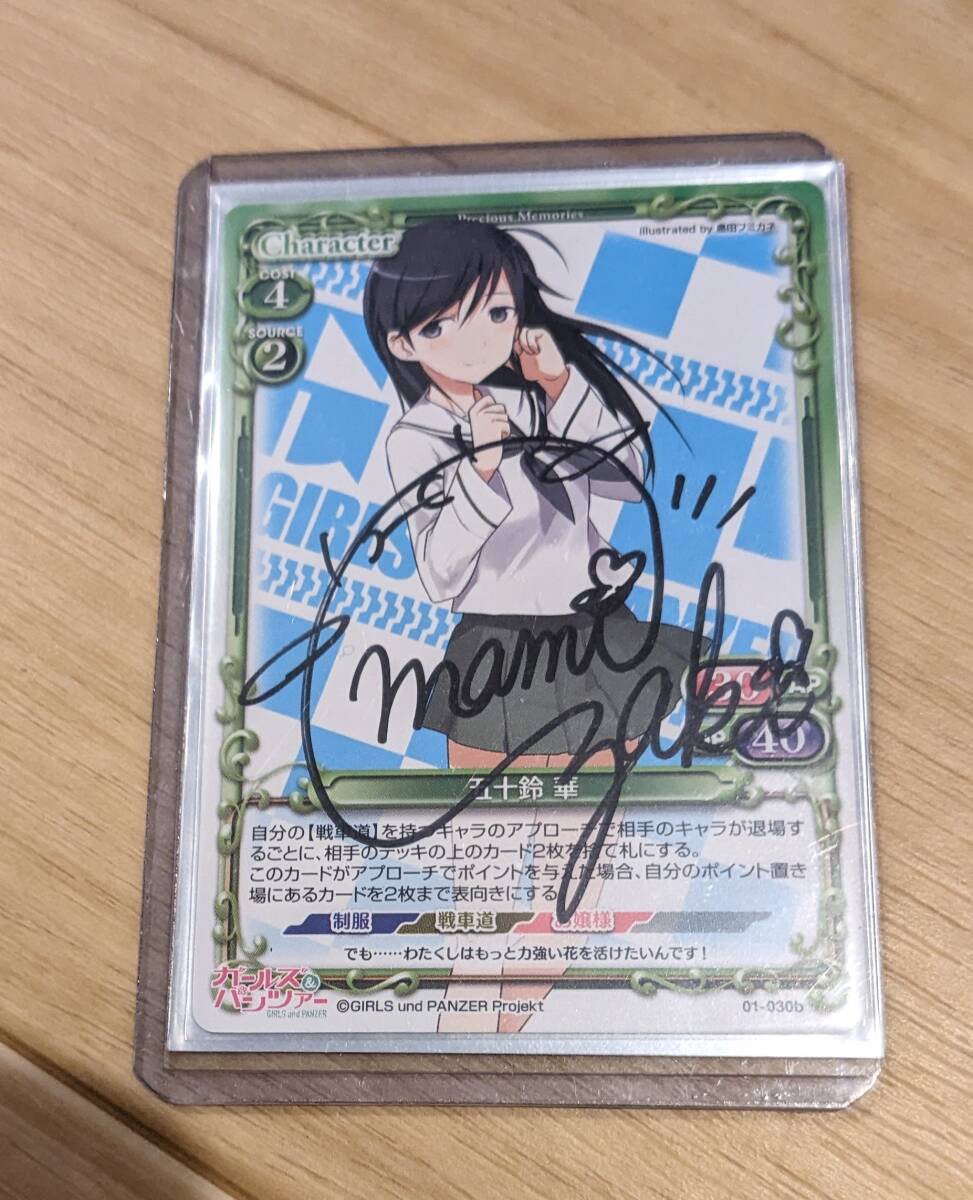 Precious Memories
Character
illustrated by 島田フミカネ
COST
4
SOURCE
2
GIRLS
mami
ozaki
30 AP
40
五十鈴 華
自分の【戦車道】を持つキャラのアプローチで相手のキャラが退場す
るごとに、相手のデッキの上のカード2枚を捨て札にする。
このカードがアプローチでポイントを与えた場合、自分のポイント置き
場にあるカードを2枚まで表向きにする
制服 戦車道 お嬢様
でも……わたくしはもっと力強い花を活けたいんです!
ガールズ&
パンツァー
GIRLS und PANZER
©GIRLS und PANZER Projekt
01-030b